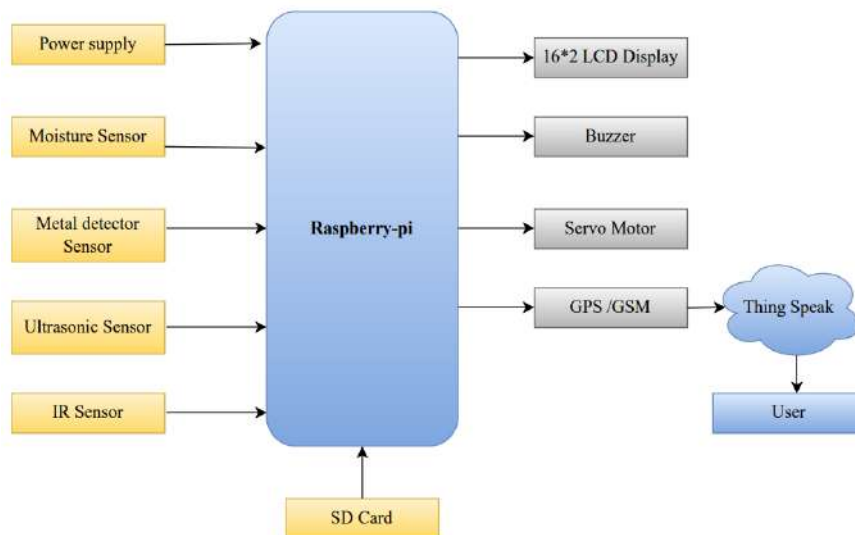 Power supply
Moisture Sensor
Metal detector
Sensor
Ultrasonic Sensor
IR Sensor
Raspberry-pi
SD Card
16*2 LCD Display
Buzzer
Servo Motor
GPS /GSM
Thing Speak
User